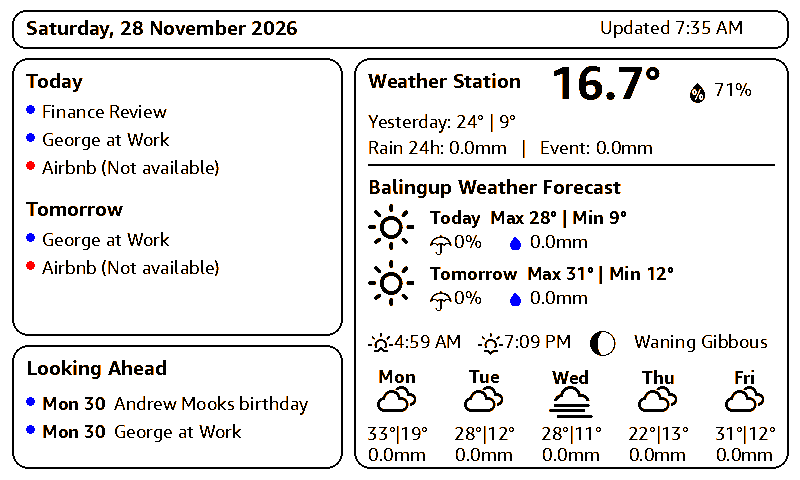 Saturday, 28 November 2026
Updated 7:35 AM
Today
Finance Review
George at Work
Airbnb (Not available)
Tomorrow
George at Work
Airbnb (Not available)
Looking Ahead
Mon 30 Andrew Mooks birthday
Mon 30 George at Work
Weather Station 16.7° % 71%
Yesterday: 24° | 9°
Rain 24h: 0.0mm | Event: 0.0mm
Balingup Weather Forecast
Today Max 28° | Min 9°
0% 0.0mm
Tomorrow Max 31° | Min 12°
0% 0.0mm
4:59 AM 7:09 PM Waning Gibbous
Mon Tue Wed Thu Fri
33°|19° 28°|12° 28°|11° 22°|13° 31°|12°
0.0mm 0.0mm 0.0mm 0.0mm 0.0mm